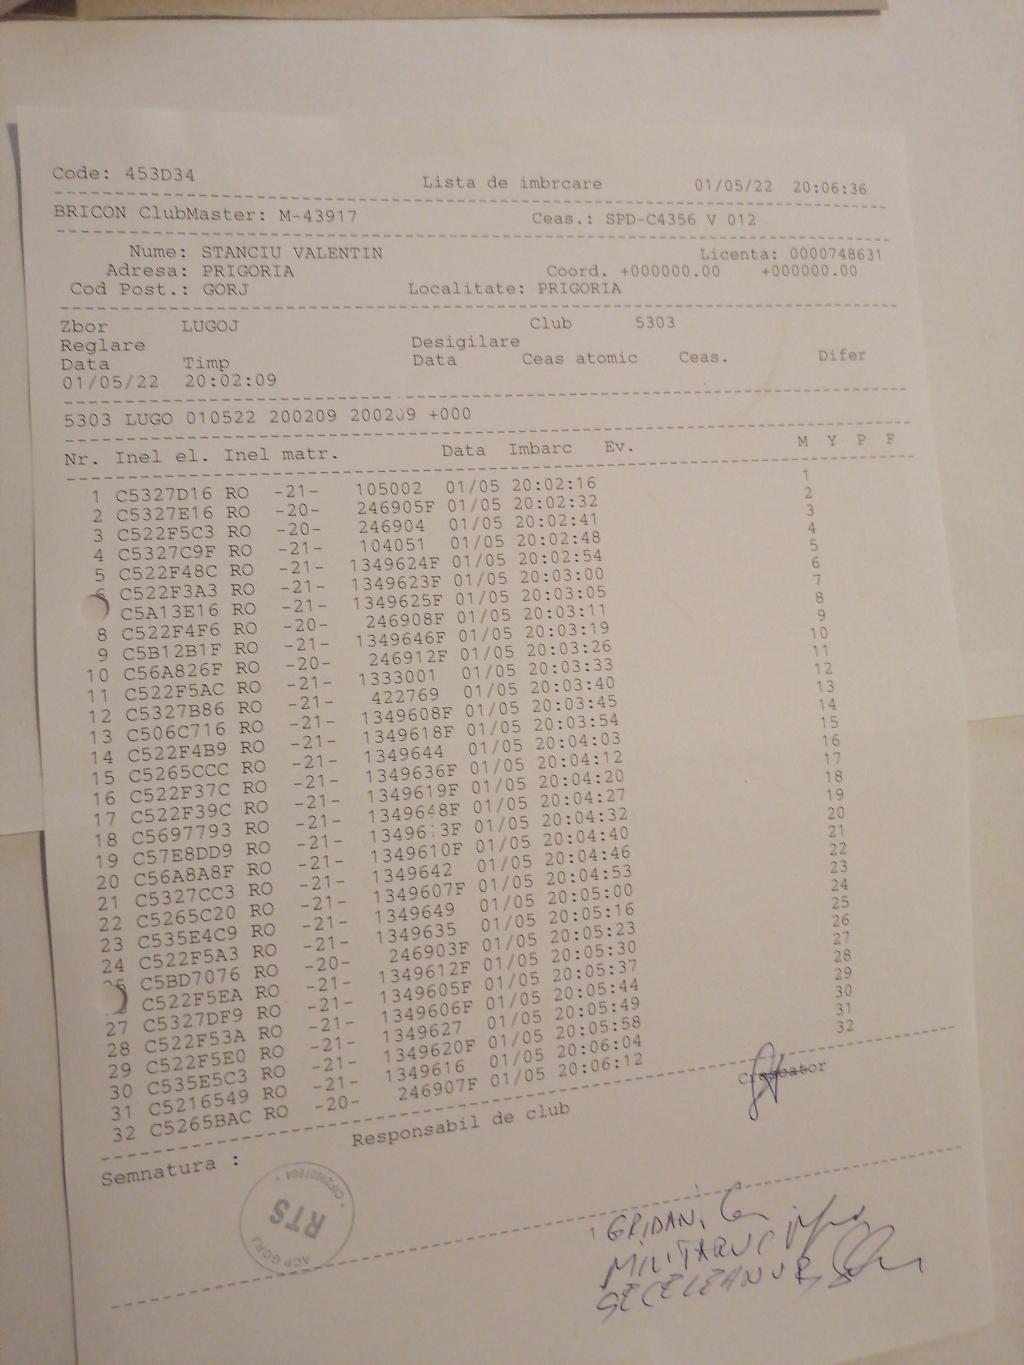 Code: 453D34 Lista de imbrcare 01/05/22 20:06:36
BRICON ClubMaster: M-43917 Ceas.: SPD-C4356 V 012
Nume: STANCIU VALENTIN Licenta: 0000748631
Adresa: PRIGORIA Coord. +000000.00 +000000.00
Cod Post.: GORJ Localitate: PRIGORIA
Zbor LUGOJ Club 5303
Reglare Desigilare
Data Timp Data Ceas atomic Ceas. Difer
01/05/22 20:02:09
5303 LUGO 010522 200209 200209 +000
Nr. Inel el. Inel matr. Data Imbarc Ev. M Y P F
1 C5327D16 RO -21- 105002 01/05 20:02:16 1
2 C5327E16 RO -20- 246905F 01/05 20:02:32 2
3 C522F5C3 RO -20- 246904 01/05 20:02:41 3
4 C5327C9F RO -21- 104051 01/05 20:02:48 4
5 C522F48C RO -21- 1349624F 01/05 20:02:54 5
6 C522F3A3 RO -21- 1349623F 01/05 20:03:00 6
C5A13E16 RO -21- 1349625F 01/05 20:03:05 7
8 C522F4F6 RO -20- 246908F 01/05 20:03:11 8
9 C5B12B1F RO -21- 1349646F 01/05 20:03:19 9
10 C56A826F RO -20- 246912F 01/05 20:03:26 10
11 C522F5AC RO -21- 1333001 01/05 20:03:33 11
12 C5327B86 RO -21- 422769 01/05 20:03:40 12
13 C506C716 RO -21- 1349608F 01/05 20:03:45 13
14 C522F4B9 RO -21- 1349618F 01/05 20:03:54 14
15 C5265CCC RO -21- 1349644 01/05 20:04:03 15
16 C522F37C RO -21- 1349636F 01/05 20:04:12 16
17 C522F39C RO -21- 1349619F 01/05 20:04:20 17
18 C5697793 RO -21- 1349648F 01/05 20:04:27 18
19 C57E8DD9 RO -21- 01/05 20:04:32 19
20 C56A8A8F RO -21- 1349610F 01/05 20:04:40 20
21 C5327CC3 RO -21- 1349642 01/05 20:04:46 21
22 C5265C20 RO -21- 1349607F 01/05 20:04:53 22
23 C535E4C9 RO -21- 1349649 01/05 20:05:00 23
24 C522F5A3 RO -21- 1349635 01/05 20:05:16 24
C5BD7076 RO -20- 246903F 01/05 20:05:23 25
C522F5EA RO -21- 1349612F 01/05 20:05:30 26
27 C5327DF9 RO -21- 1349605F 01/05 20:05:37 27
28 C522F53A RO -21- 1349606F 01/05 20:05:44 28
29 C522F5E0 RO -21- 1349627 01/05 20:05:49 29
30 C535E5C3 RO -21- 1349620F 01/05 20:05:58 30
31 C5216549 RO -21- 1349616 01/05 20:06:04 31
32 C5265BAC RO -20- 246907F 01/05 20:06:12 32
Semnatura : Responsabil de club Crescator
RTS
ACP GORJ
GRIDAN
MILITARUC